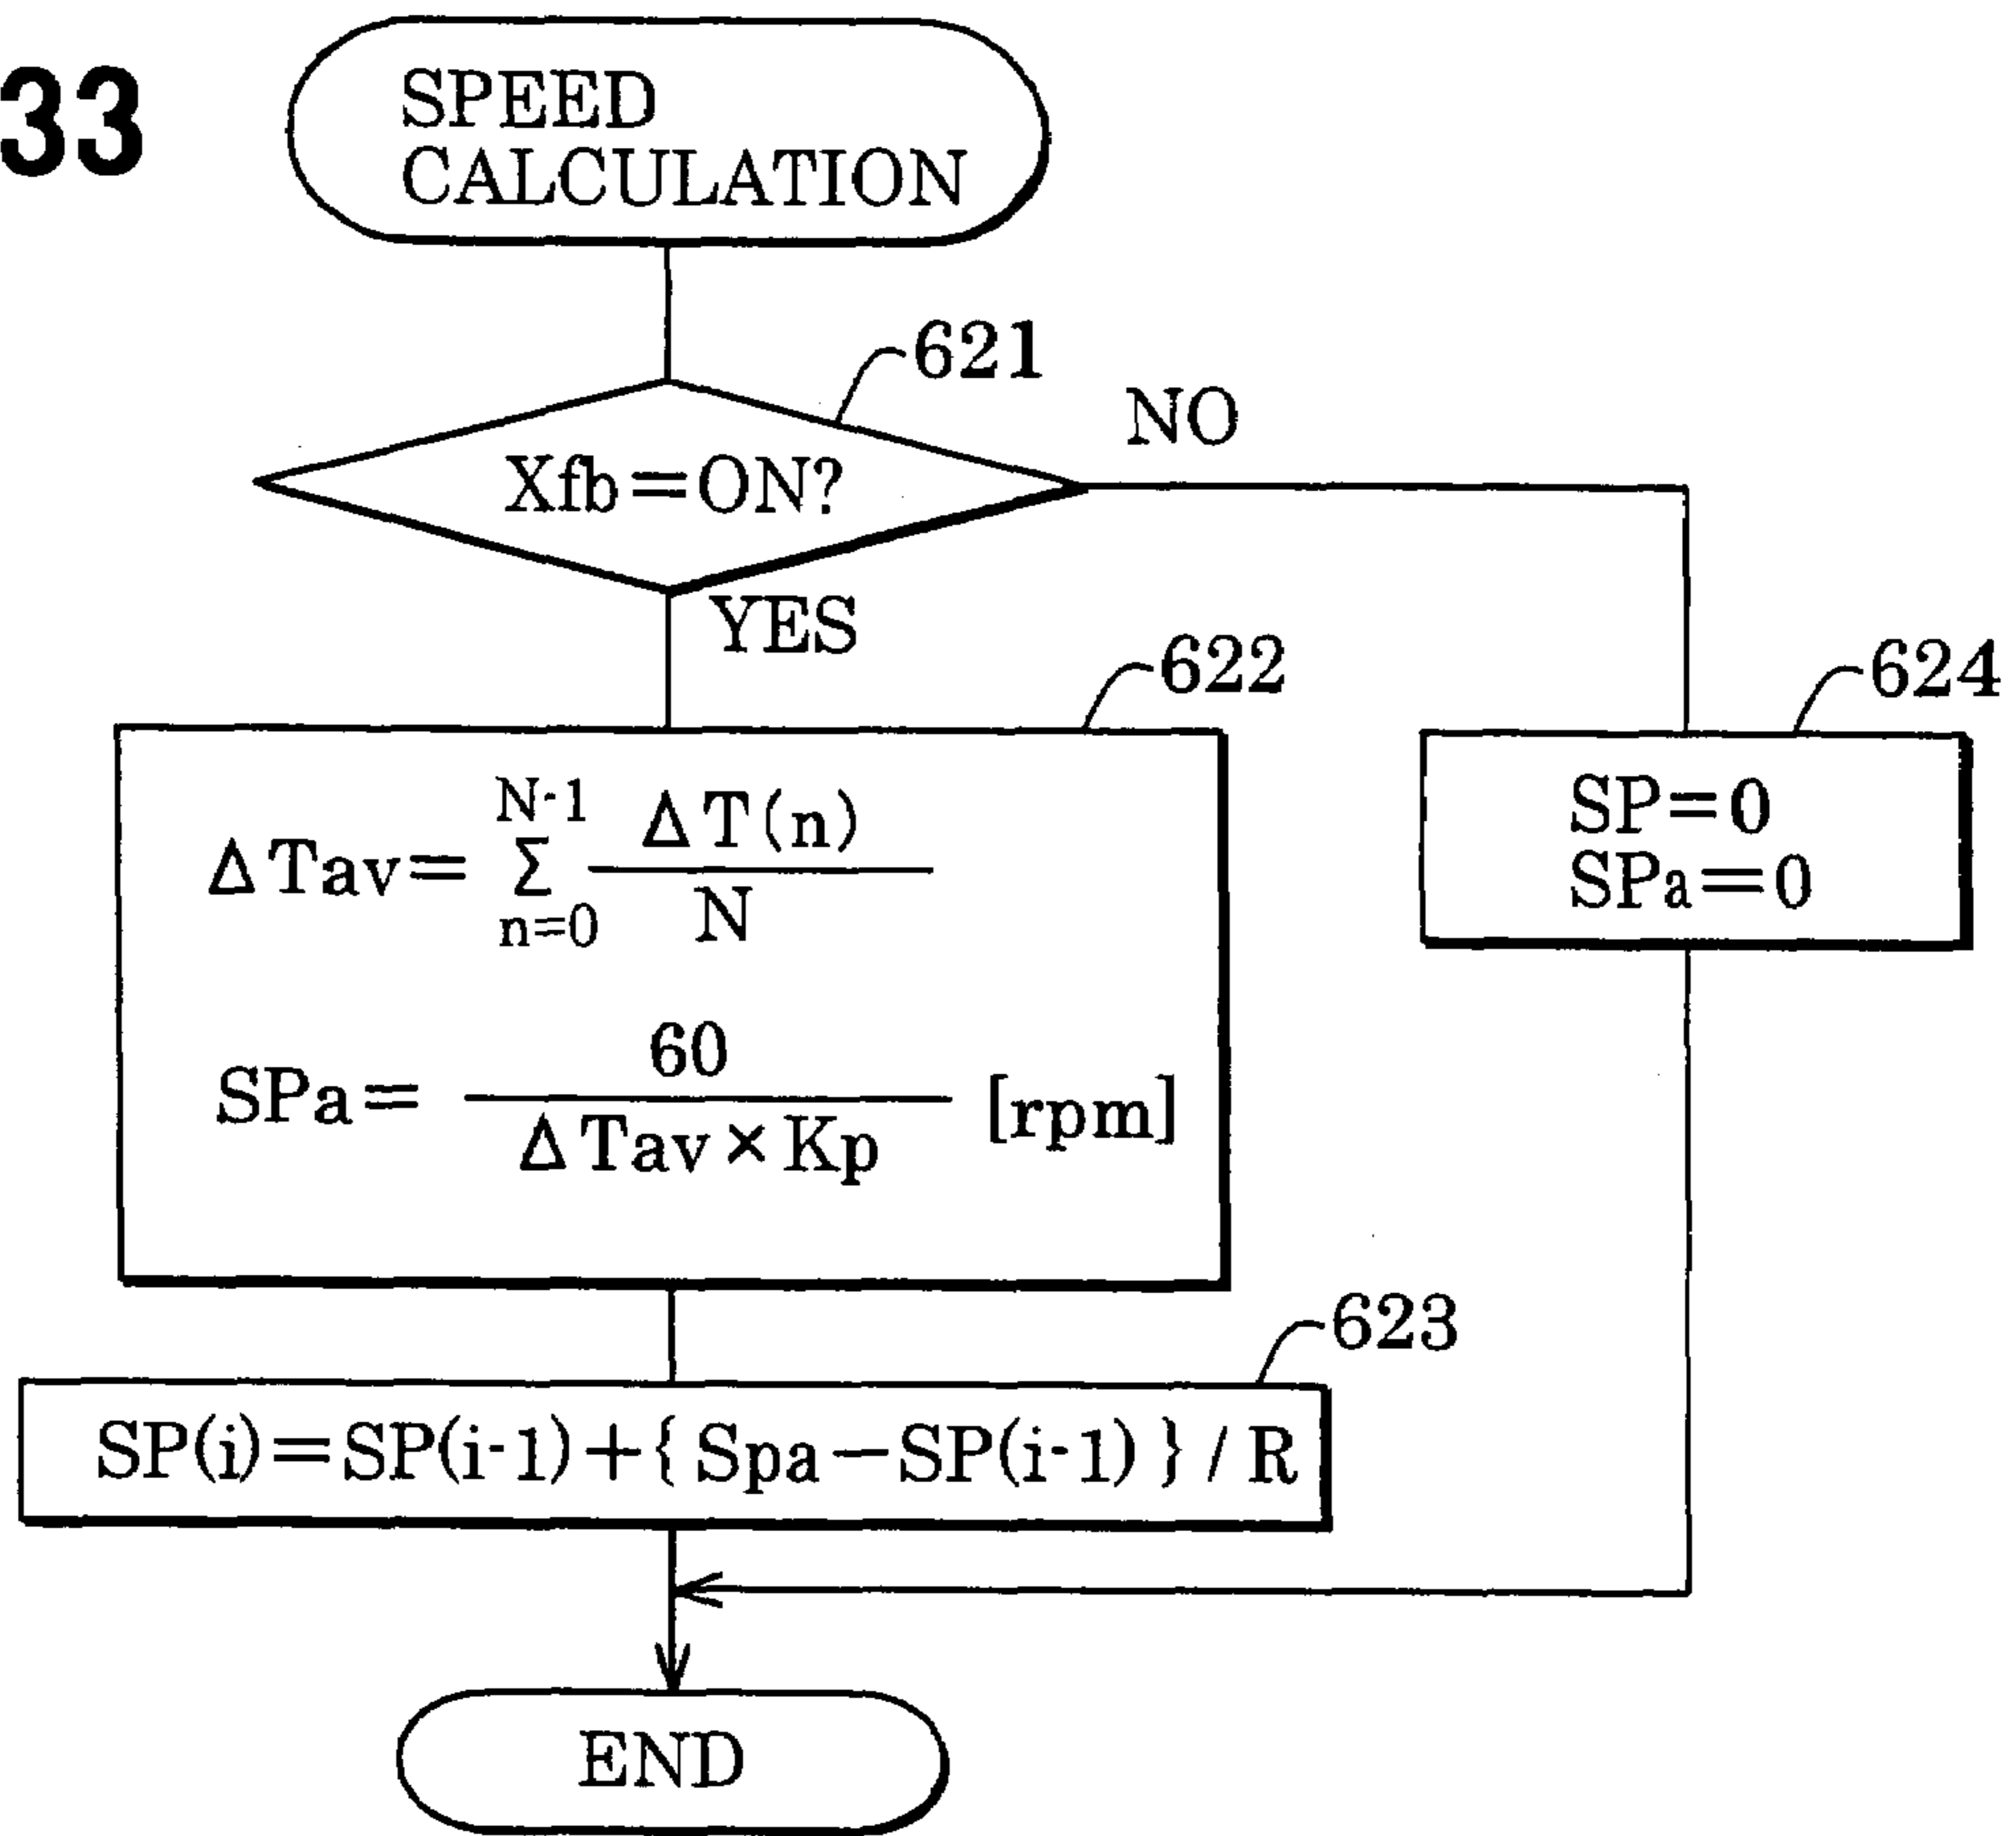 33
SPEED
CALCULATION
621
NO
Xfb=ON?
YES
622
624
ΔTav= Σ_{n=0}^{N-1} ΔT(n) / N
SP=0
SPa=0
SPa= 60 / ΔTav×Kp [rpm]
623
SP(i)=SP(i-1)+{Spa-SP(i-1)}/R
END